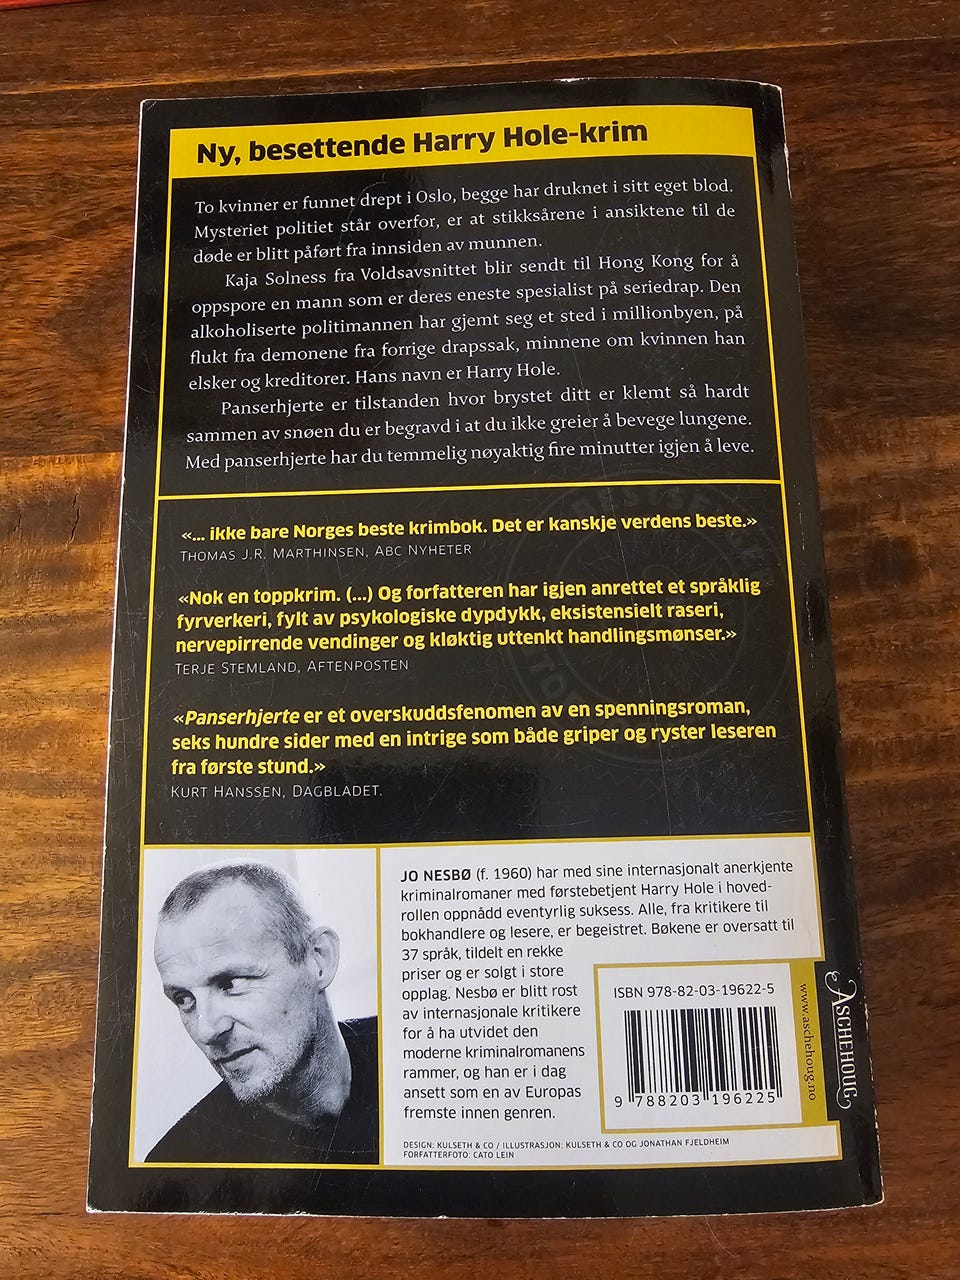 Ny, besettende Harry Hole-krim
To kvinner er funnet drept i Oslo, begge har druknet i sitt eget blod.
Mysteriet politiet står overfor, er at stikksårene i ansiktene til de
døde er blitt påført fra innsiden av munnen.
Kaja Solness fra Voldsavsnittet blir sendt til Hong Kong for å
oppspore en mann som er deres eneste spesialist på seriedrap. Den
alkoholiserte politimannen har gjemt seg et sted i millionbyen, på
flukt fra demonene fra forrige drapssak, minnene om kvinnen han
elsker og kreditorer. Hans navn er Harry Hole.
Panserhjerte er tilstanden hvor brystet ditt er klemt så hardt
sammen av snøen du er begravd i at du ikke greier å bevege lungene.
Med panserhjerte har du temmelig nøyaktig fire minutter igjen å leve.
«... ikke bare Norges beste krimbok. Det er kanskje verdens beste.»
THOMAS J.R. MARTHINSEN, ABC NYHETER
«Nok en toppkrim. (...) Og forfatteren har igjen anrettet et språklig
fyrverkeri, fylt av psykologiske dypdykk, eksistensielt raseri,
nervepirrende vendinger og kløktig uttenkt handlingsmønser.»
TERJE STEMLAND, AFTENPOSTEN
«Panserhjerte er et overskuddsfenomen av en spenningsroman,
seks hundre sider med en intrige som både griper og ryster leseren
fra første stund.»
KURT HANSSEN, DAGBLADET.
JO NESBØ (f. 1960) har med sine internasjonalt anerkjente
kriminalromaner med førstebetjent Harry Hole i hoved-
rollen oppnådd eventyrlig suksess. Alle, fra kritikere til
bokhandlere og lesere, er begeistret. Bøkene er oversatt til
37 språk, tildelt en rekke
priser og er solgt i store
opplag. Nesbø er blitt rost
av internasjonale kritikere
for å ha utvidet den
moderne kriminalromanens
rammer, og han er i dag
ansett som en av Europas
fremste innen genren.
ISBN 978-82-03-19622-5
9 788203 196225
www.aschehoug.no
ASCHEHOUG
DESIGN: KULSETH & CO / ILLUSTRASJON: KULSETH & CO OG JONATHAN FJELDHEIM
FORFATTERFOTO: CATO LEIN